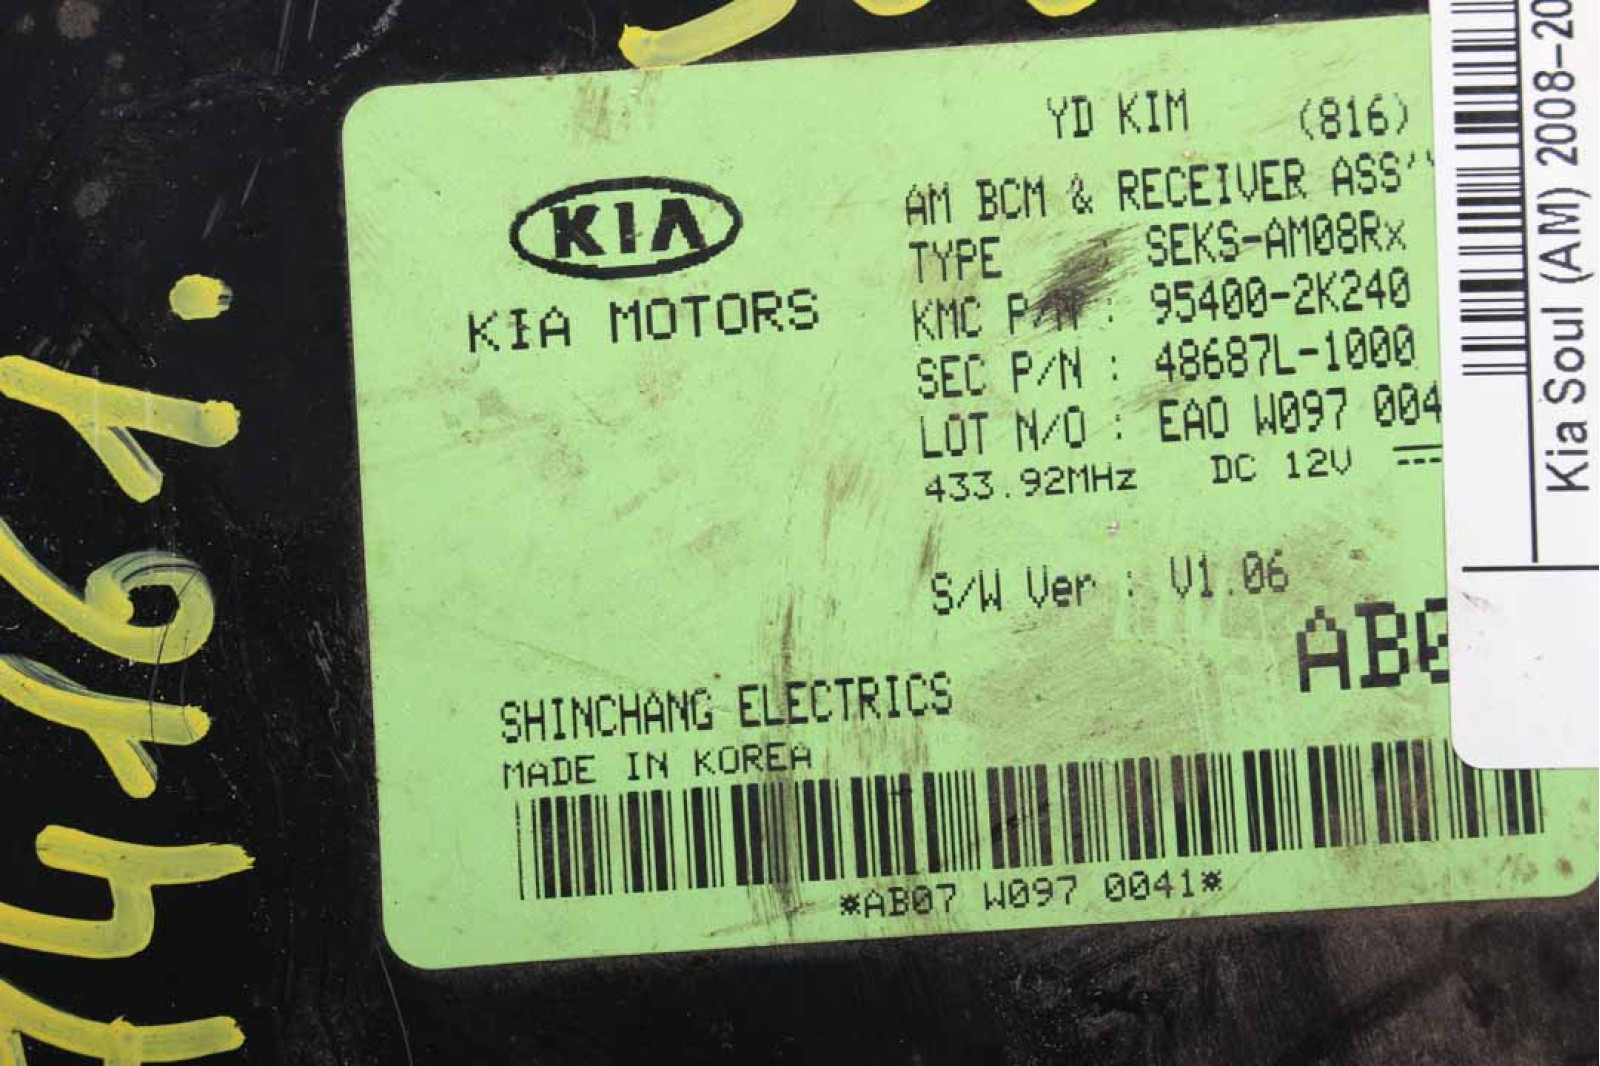 YD KIM (816)
KIA
KIA MOTORS
AM BCM & RECEIVER ASS'
TYPE : SEKS-AM08Rx
KMC P/N : 95400-2K240
SEC P/N : 48687L-1000
LOT N/O : EAO W097 004
433.92MHz DC 12V
S/W Ver : V1.06
AB0
SHINCHANG ELECTRICS
MADE IN KOREA
*AB07 W097 0041*
Kia Soul (AM) 2008-20